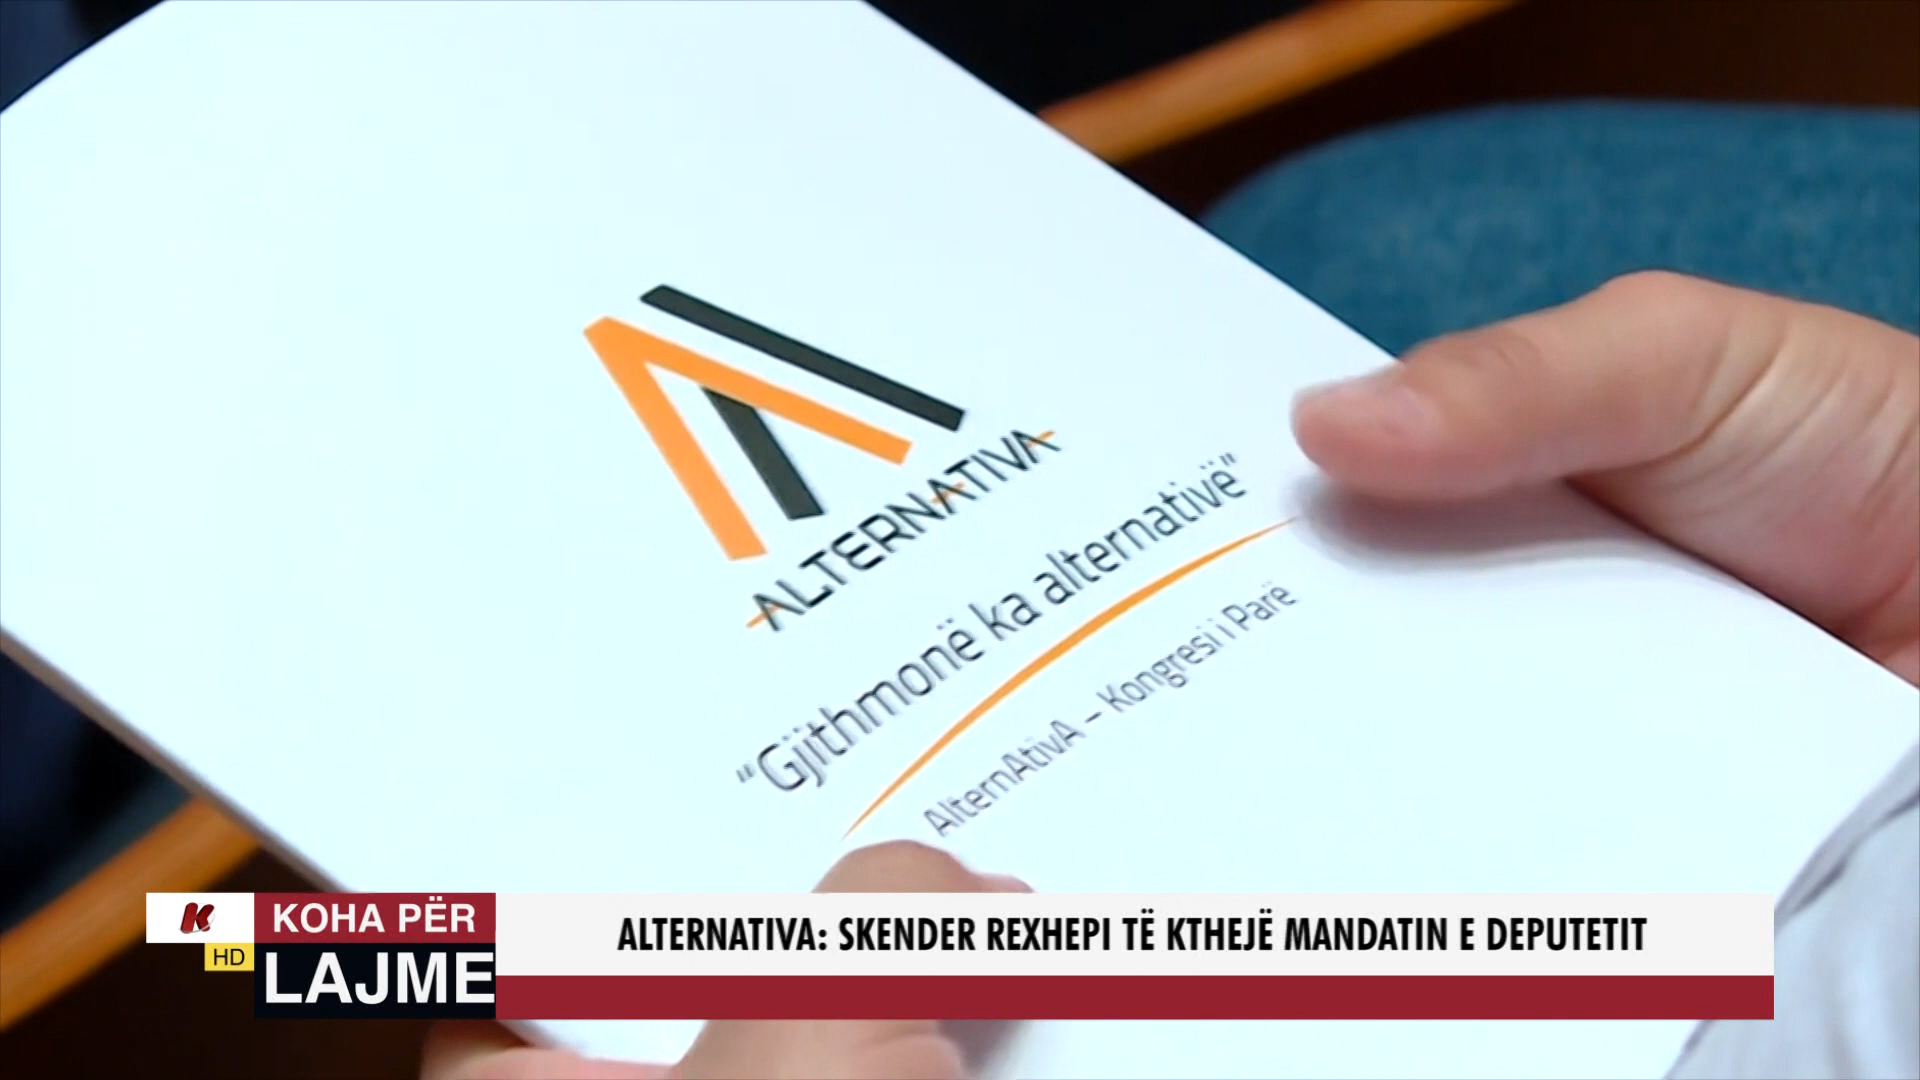 ALTERNATIVA
"Gjithmonë ka alternativë"
AlternAtivA – Kongresi i Parë
K
HD
KOHA PËR
LAJME
ALTERNATIVA: SKENDER REXHEPI TË KTHEJË MANDATIN E DEPUTETIT